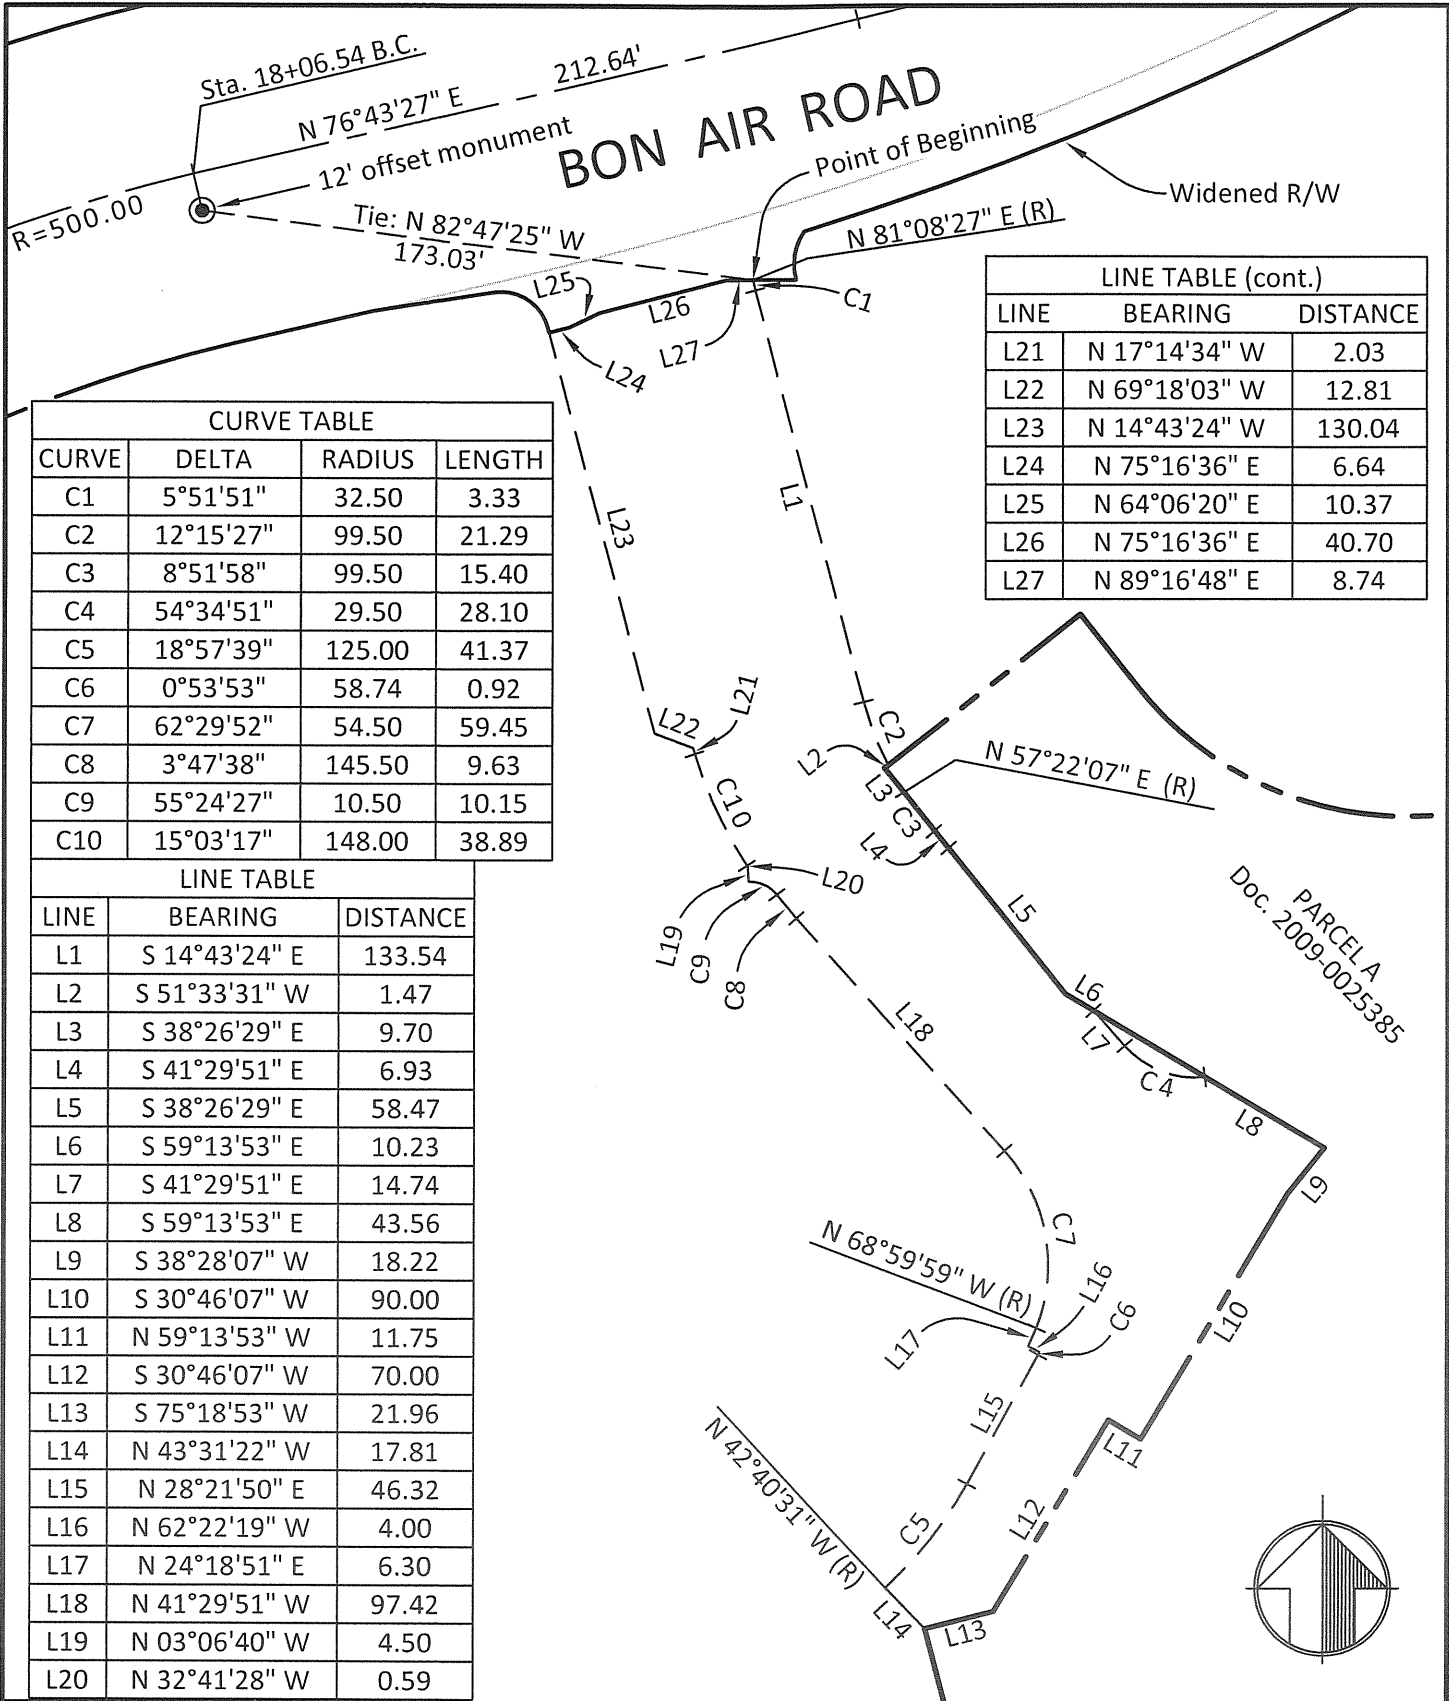 Sta. 18+06.54 B.C.
212.64'
N 76°43'27" E
12' offset monument
BON AIR ROAD
Point of Beginning
Widened R/W
R=500.00
Tie: N 82°47'25" W
173.03'
N 81°08'27" E (R)
L25
L26
C1
L27
L24
LINE TABLE (cont.)
LINE BEARING DISTANCE
L21 N 17°14'34" W 2.03
L22 N 69°18'03" W 12.81
L23 N 14°43'24" W 130.04
L24 N 75°16'36" E 6.64
L25 N 64°06'20" E 10.37
L26 N 75°16'36" E 40.70
L27 N 89°16'48" E 8.74
CURVE TABLE
CURVE DELTA RADIUS LENGTH
C1 5°51'51" 32.50 3.33
C2 12°15'27" 99.50 21.29
C3 8°51'58" 99.50 15.40
C4 54°34'51" 29.50 28.10
C5 18°57'39" 125.00 41.37
C6 0°53'53" 58.74 0.92
C7 62°29'52" 54.50 59.45
C8 3°47'38" 145.50 9.63
C9 55°24'27" 10.50 10.15
C10 15°03'17" 148.00 38.89
L1
L23
L21
L22
C2
L2
N 57°22'07" E (R)
L3
C10
C3
L4
L20
L19
C9
C8
L5
PARCEL A
Doc. 2009-0025385
L6
L18
L7
C4
L8
L9
LINE TABLE
LINE BEARING DISTANCE
L1 S 14°43'24" E 133.54
L2 S 51°33'31" W 1.47
L3 S 38°26'29" E 9.70
L4 S 41°29'51" E 6.93
L5 S 38°26'29" E 58.47
L6 S 59°13'53" E 10.23
L7 S 41°29'51" E 14.74
L8 S 59°13'53" E 43.56
L9 S 38°28'07" W 18.22
L10 S 30°46'07" W 90.00
L11 N 59°13'53" W 11.75
L12 S 30°46'07" W 70.00
L13 S 75°18'53" W 21.96
L14 N 43°31'22" W 17.81
L15 N 28°21'50" E 46.32
L16 N 62°22'19" W 4.00
L17 N 24°18'51" E 6.30
L18 N 41°29'51" W 97.42
L19 N 03°06'40" W 4.50
L20 N 32°41'28" W 0.59
C7
N 68°59'59" W (R)
L16
C6
L17
L10
L15
L11
N 42°40'31" W (R)
L12
C5
L14
L13